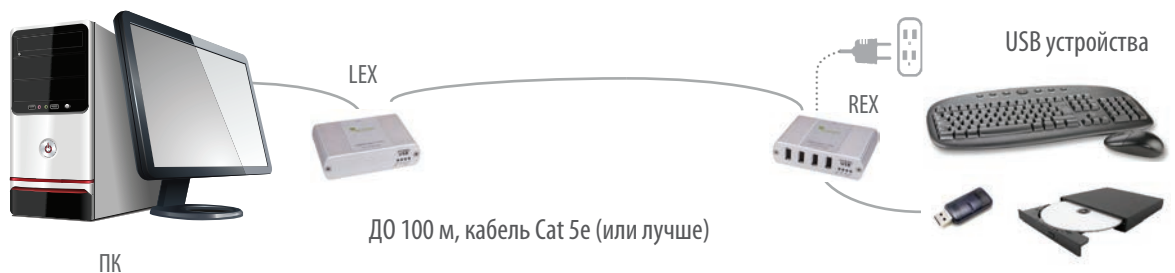 USB устройства
LEX
REX
ДО 100 м, кабель Cat 5e (или лучше)
ПК